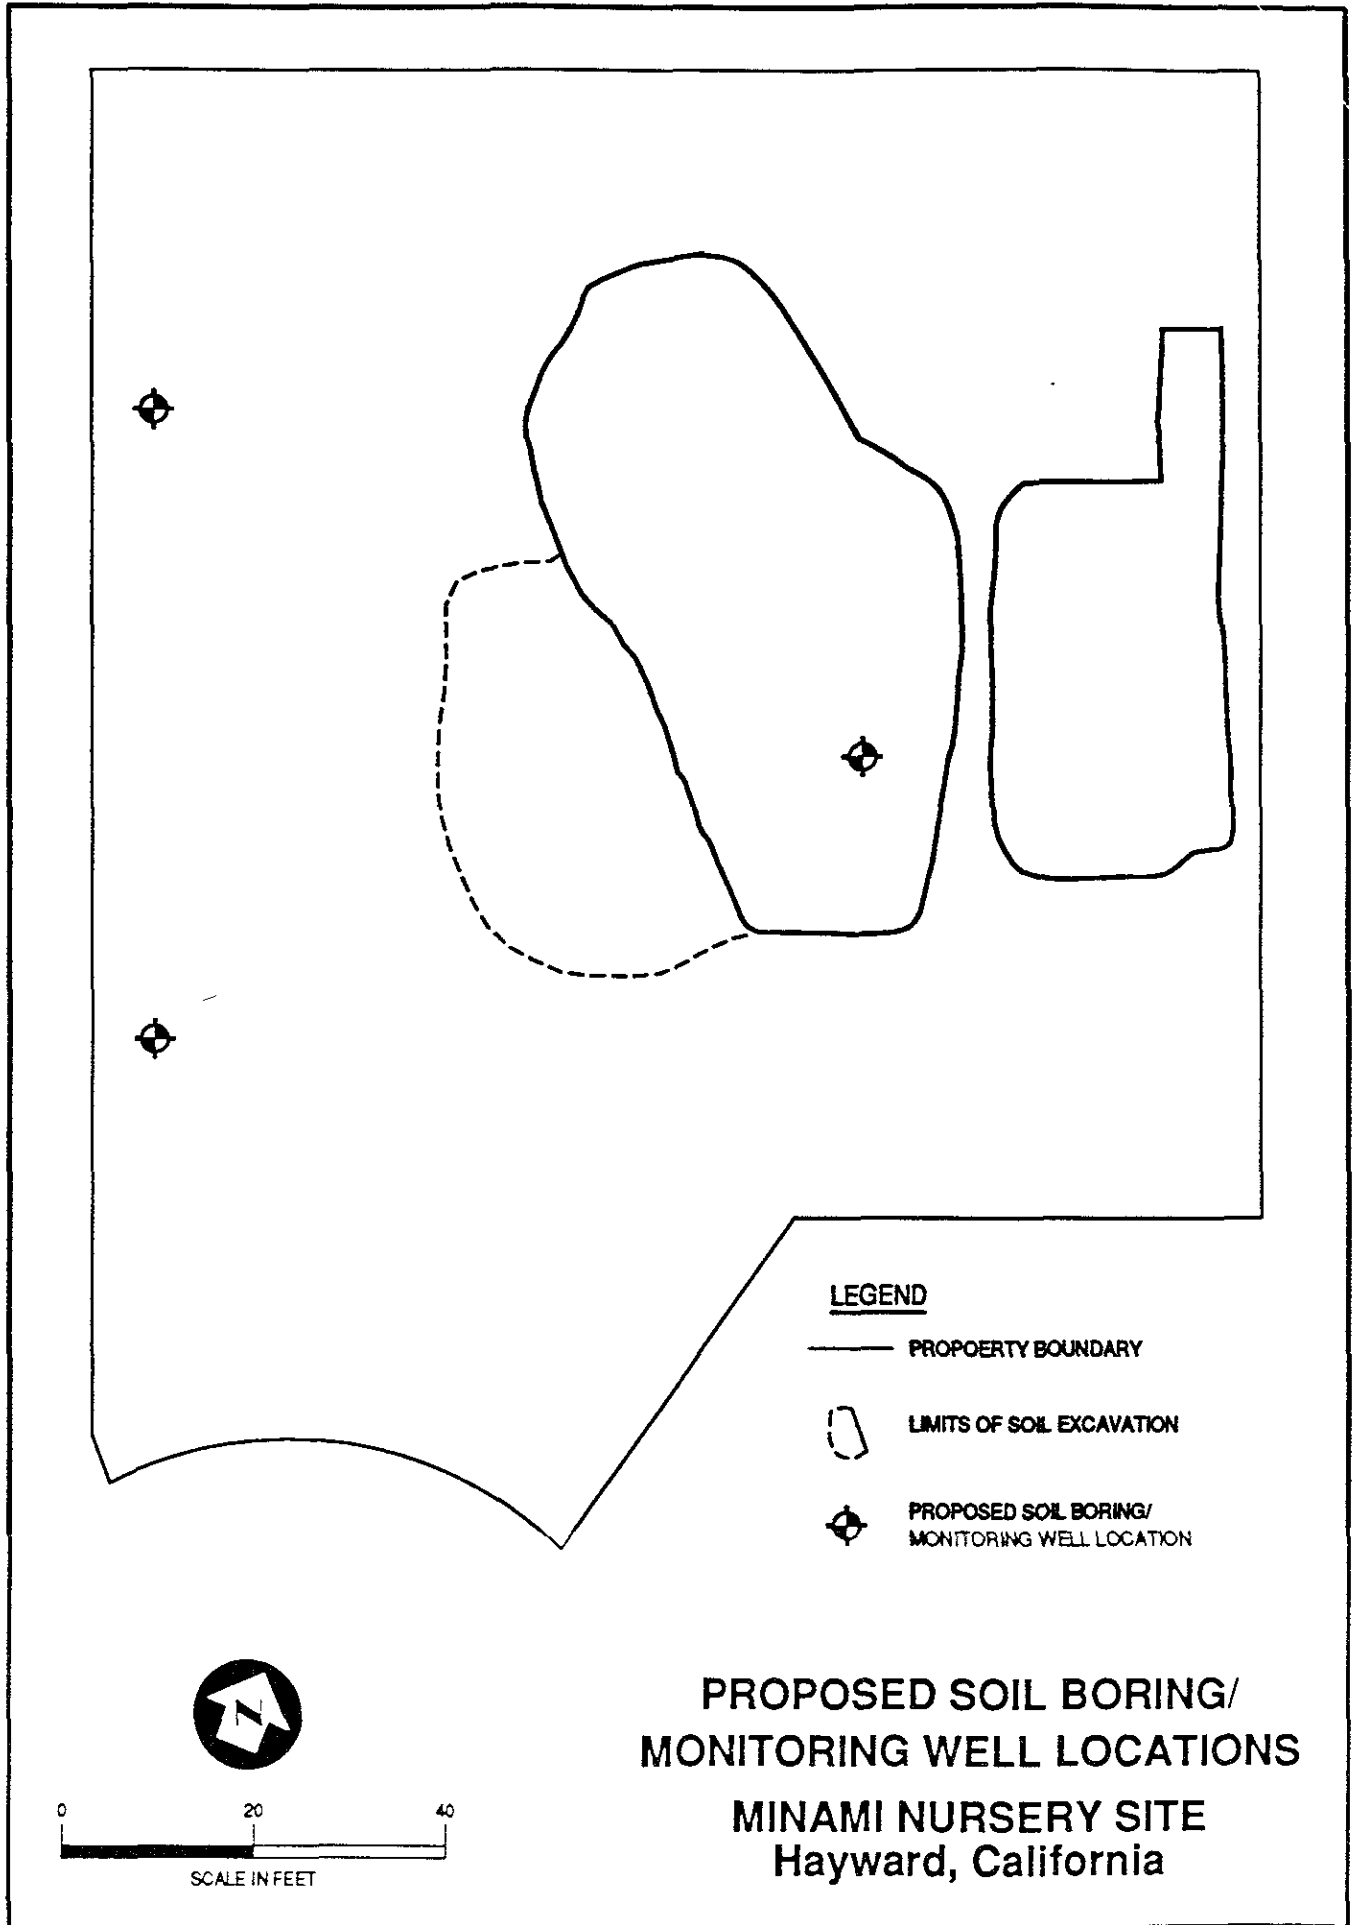 LEGEND
PROPOERTY BOUNDARY
LIMITS OF SOIL EXCAVATION
PROPOSED SOIL BORING/
MONITORING WELL LOCATION
N
0 20 40
SCALE IN FEET
PROPOSED SOIL BORING/
MONITORING WELL LOCATIONS
MINAMI NURSERY SITE
Hayward, California